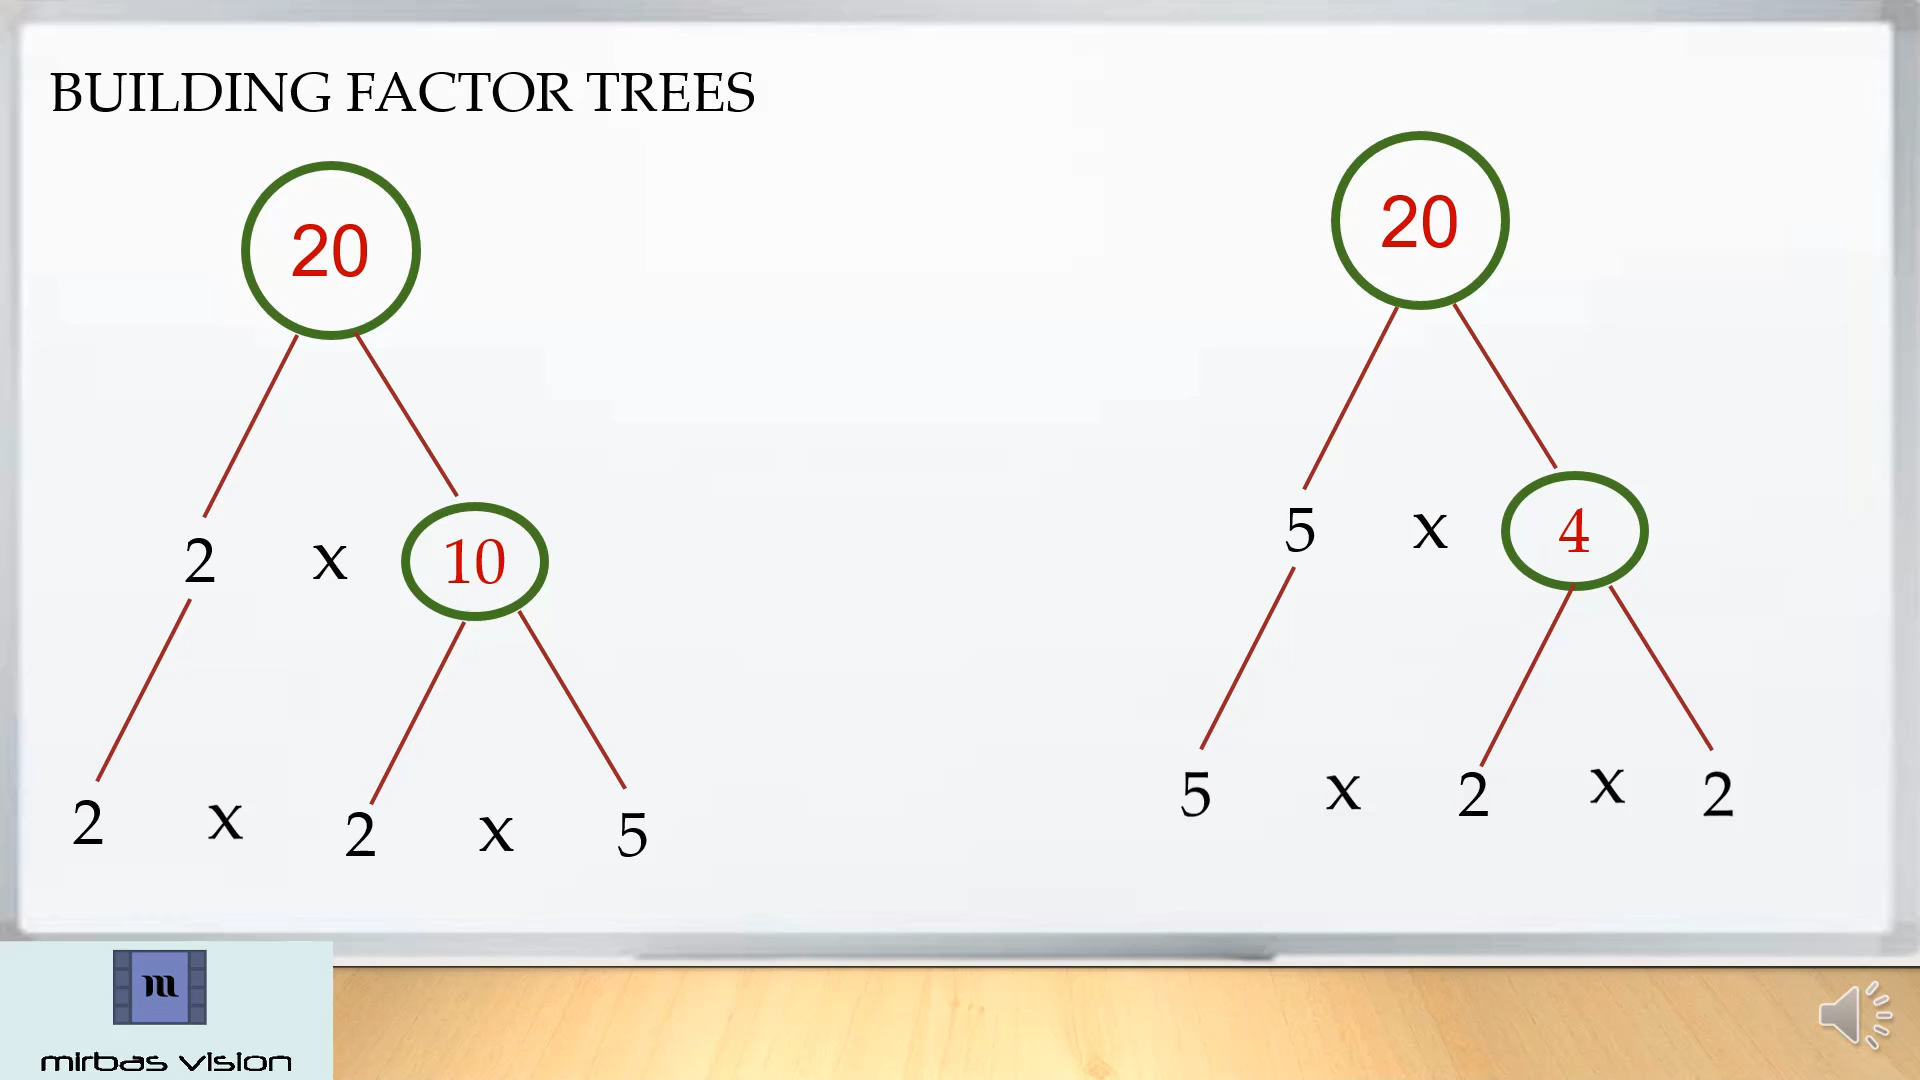 BUILDING FACTOR TREES
20
2 x 10
2 x 2 x 5
20
5 x 4
5 x 2 x 2
m
mirbas vision